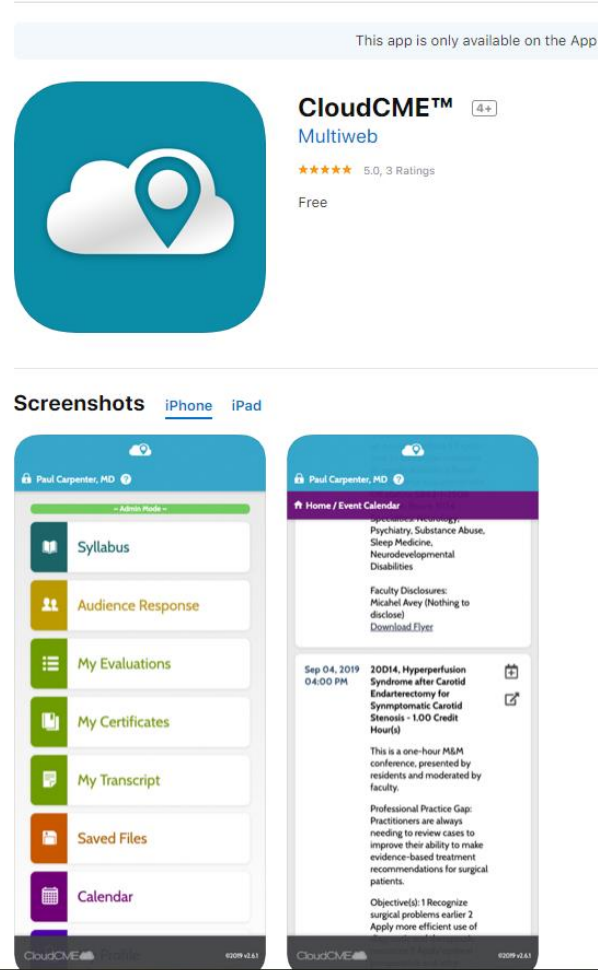 This app is only available on the App
CloudCME™ 4+
Multiweb
5.0, 3 Ratings
Free
Screenshots iPhone iPad
Paul Carpenter, MD ?
~ Admin Mode ~
Syllabus
Audience Response
My Evaluations
My Certificates
My Transcript
Saved Files
Calendar
Profile
CloudCME ©2019 v2.6.1
Paul Carpenter, MD ?
Home / Event Calendar
Specialties: Neurology,
Psychiatry, Substance Abuse,
Sleep Medicine,
Neurodevelopmental
Disabilities
Faculty Disclosures:
Micahel Avey (Nothing to
disclose)
Download Flyer
Sep 04, 2019
04:00 PM
20D14, Hyperperfusion
Syndrome after Carotid
Endarterectomy for
Synmptomatic Carotid
Stenosis - 1.00 Credit
Hour(s)
This is a one-hour M&M
conference, presented by
residents and moderated by
faculty.
Professional Practice Gap:
Practitioners are always
needing to review cases to
improve their ability to make
evidence-based treatment
recommendations for surgical
patients.
Objective(s): 1 Recognize
surgical problems earlier 2
Apply more efficient use of
CloudCME ©2019 v2.6.1